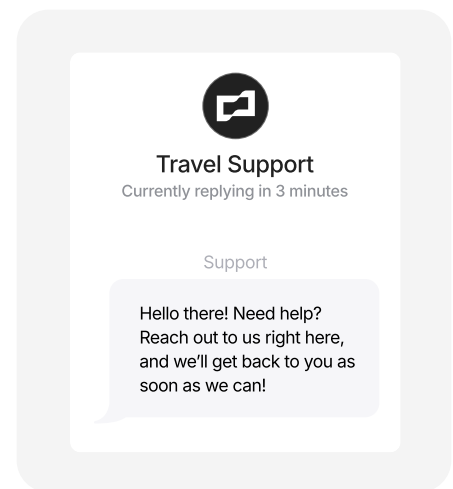 Travel Support
Currently replying in 3 minutes
Support
Hello there! Need help?
Reach out to us right here,
and we’ll get back to you as
soon as we can!